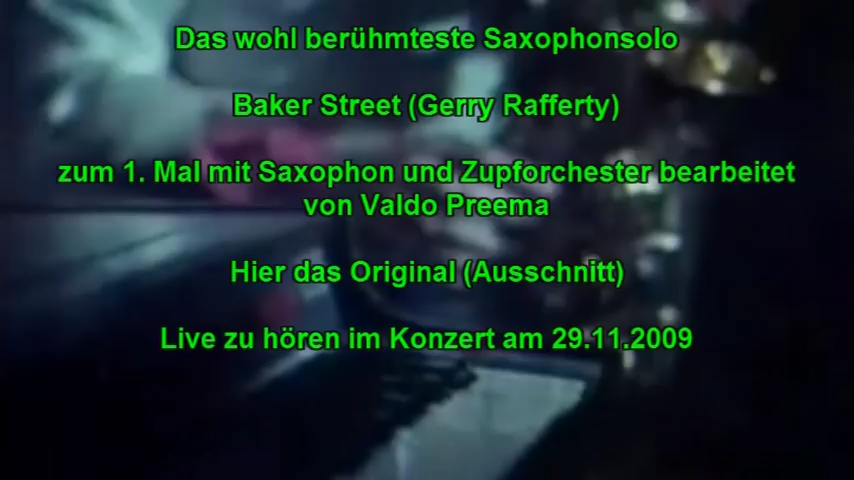 Das wohl berühmteste Saxophonsolo
Baker Street (Gerry Rafferty)
zum 1. Mal mit Saxophon und Zupforchester bearbeitet
von Valdo Preema
Hier das Original (Ausschnitt)
Live zu hören im Konzert am 29.11.2009